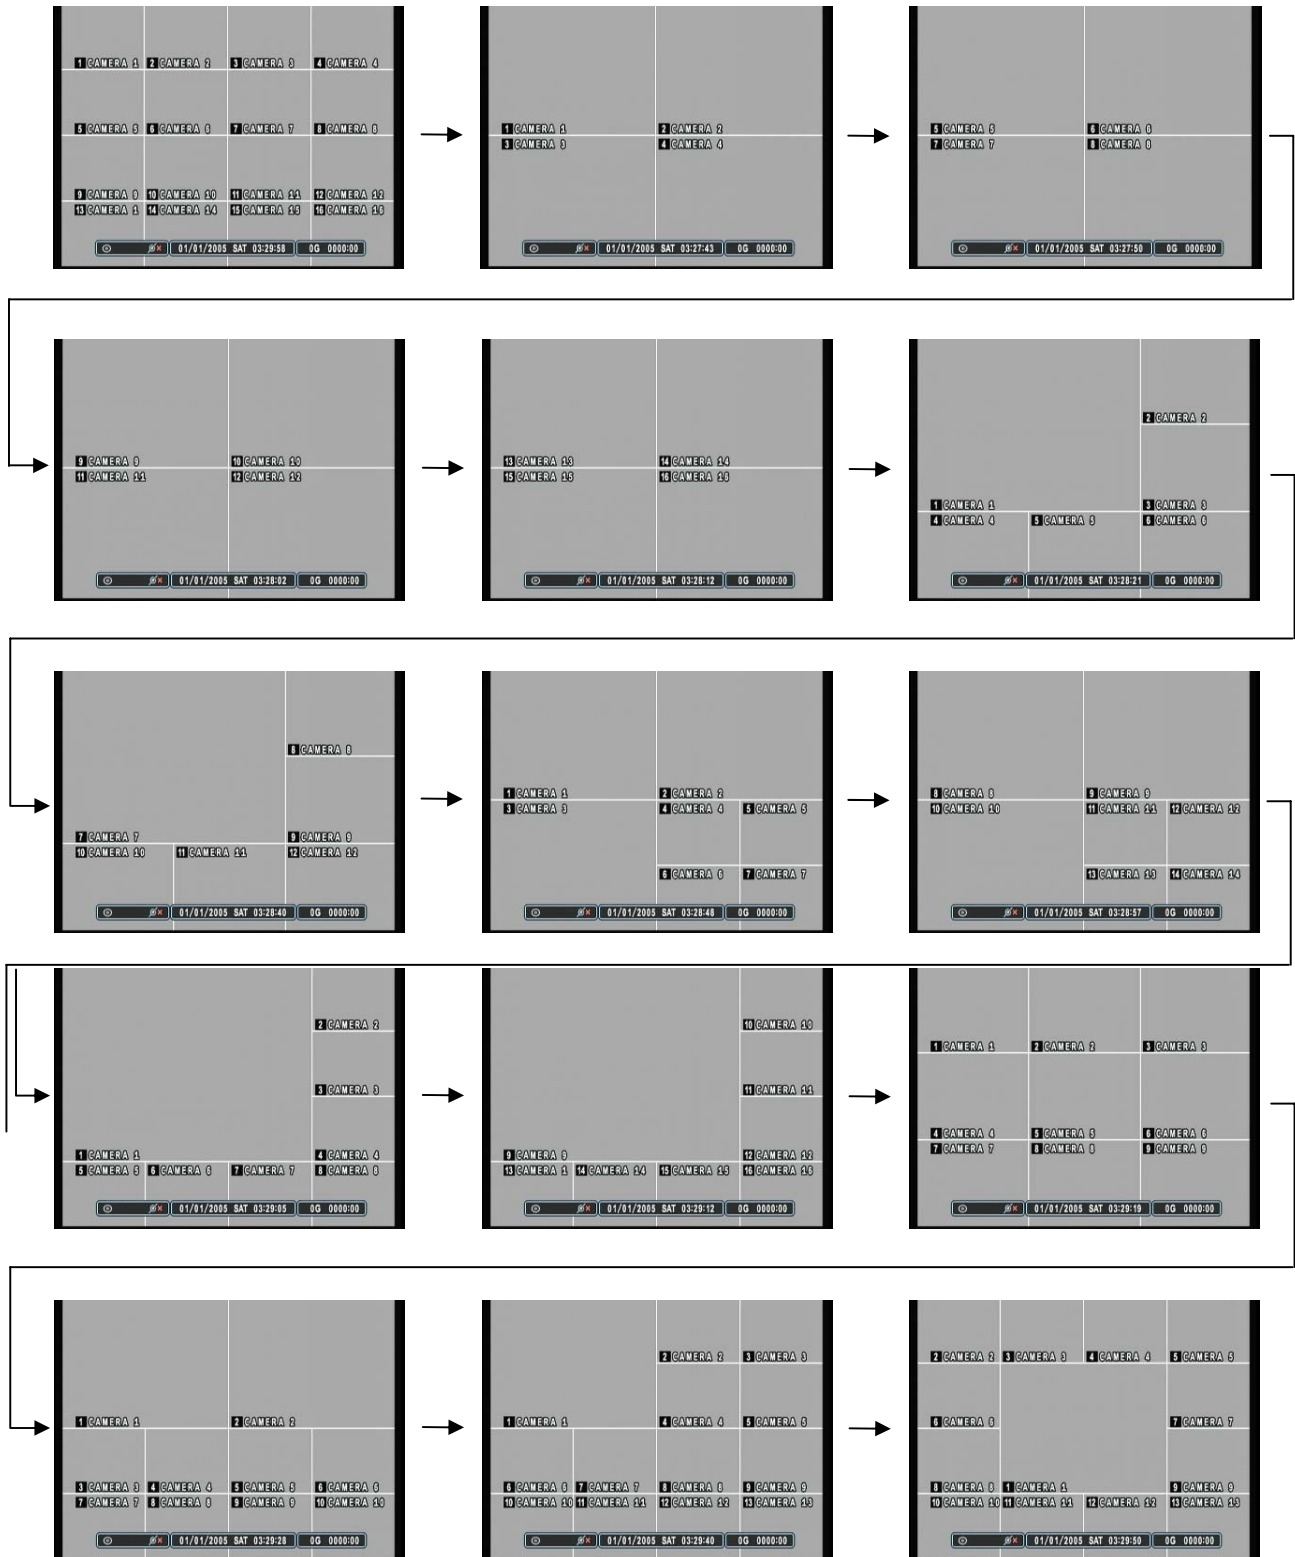 1 CAMERA 1 2 CAMERA 2 3 CAMERA 3 4 CAMERA 4
5 CAMERA 5 6 CAMERA 6 7 CAMERA 7 8 CAMERA 8
9 CAMERA 9 10 CAMERA 10 11 CAMERA 11 12 CAMERA 12
13 CAMERA 1 14 CAMERA 14 15 CAMERA 15 16 CAMERA 16
01/01/2005 SAT 03:29:58 0G 0000:00
1 CAMERA 1 2 CAMERA 2
3 CAMERA 3 4 CAMERA 4
01/01/2005 SAT 03:27:43 0G 0000:00
5 CAMERA 5 6 CAMERA 6
7 CAMERA 7 8 CAMERA 8
01/01/2005 SAT 03:27:50 0G 0000:00
9 CAMERA 9 10 CAMERA 10
11 CAMERA 11 12 CAMERA 12
01/01/2005 SAT 03:28:02 0G 0000:00
13 CAMERA 13 14 CAMERA 14
15 CAMERA 15 16 CAMERA 16
01/01/2005 SAT 03:28:12 0G 0000:00
2 CAMERA 2
1 CAMERA 1 3 CAMERA 3
4 CAMERA 4 5 CAMERA 5 6 CAMERA 6
01/01/2005 SAT 03:28:21 0G 0000:00
8 CAMERA 8
7 CAMERA 7 9 CAMERA 9
10 CAMERA 10 11 CAMERA 11 12 CAMERA 12
01/01/2005 SAT 03:28:40 0G 0000:00
1 CAMERA 1 2 CAMERA 2
3 CAMERA 3 4 CAMERA 4 5 CAMERA 5
6 CAMERA 6 7 CAMERA 7
01/01/2005 SAT 03:28:48 0G 0000:00
8 CAMERA 8 9 CAMERA 9
10 CAMERA 10 11 CAMERA 11 12 CAMERA 12
13 CAMERA 13 14 CAMERA 14
01/01/2005 SAT 03:28:57 0G 0000:00
2 CAMERA 2
3 CAMERA 3
1 CAMERA 1 4 CAMERA 4
5 CAMERA 5 6 CAMERA 6 7 CAMERA 7 8 CAMERA 8
01/01/2005 SAT 03:29:05 0G 0000:00
10 CAMERA 10
11 CAMERA 11
9 CAMERA 9 12 CAMERA 12
13 CAMERA 1 14 CAMERA 14 15 CAMERA 15 16 CAMERA 16
01/01/2005 SAT 03:29:12 0G 0000:00
1 CAMERA 1 2 CAMERA 2 3 CAMERA 3
4 CAMERA 4 5 CAMERA 5 6 CAMERA 6
7 CAMERA 7 8 CAMERA 8 9 CAMERA 9
01/01/2005 SAT 03:29:19 0G 0000:00
1 CAMERA 1 2 CAMERA 2
3 CAMERA 3 4 CAMERA 4 5 CAMERA 5 6 CAMERA 6
7 CAMERA 7 8 CAMERA 8 9 CAMERA 9 10 CAMERA 10
01/01/2005 SAT 03:29:28 0G 0000:00
2 CAMERA 2 3 CAMERA 3
1 CAMERA 1 4 CAMERA 4 5 CAMERA 5
6 CAMERA 6 7 CAMERA 7 8 CAMERA 8 9 CAMERA 9
10 CAMERA 10 11 CAMERA 11 12 CAMERA 12 13 CAMERA 13
01/01/2005 SAT 03:29:40 0G 0000:00
2 CAMERA 2 3 CAMERA 3 4 CAMERA 4 5 CAMERA 5
6 CAMERA 6 7 CAMERA 7
8 CAMERA 8 1 CAMERA 1 9 CAMERA 9
10 CAMERA 10 11 CAMERA 11 12 CAMERA 12 13 CAMERA 13
01/01/2005 SAT 03:29:50 0G 0000:00